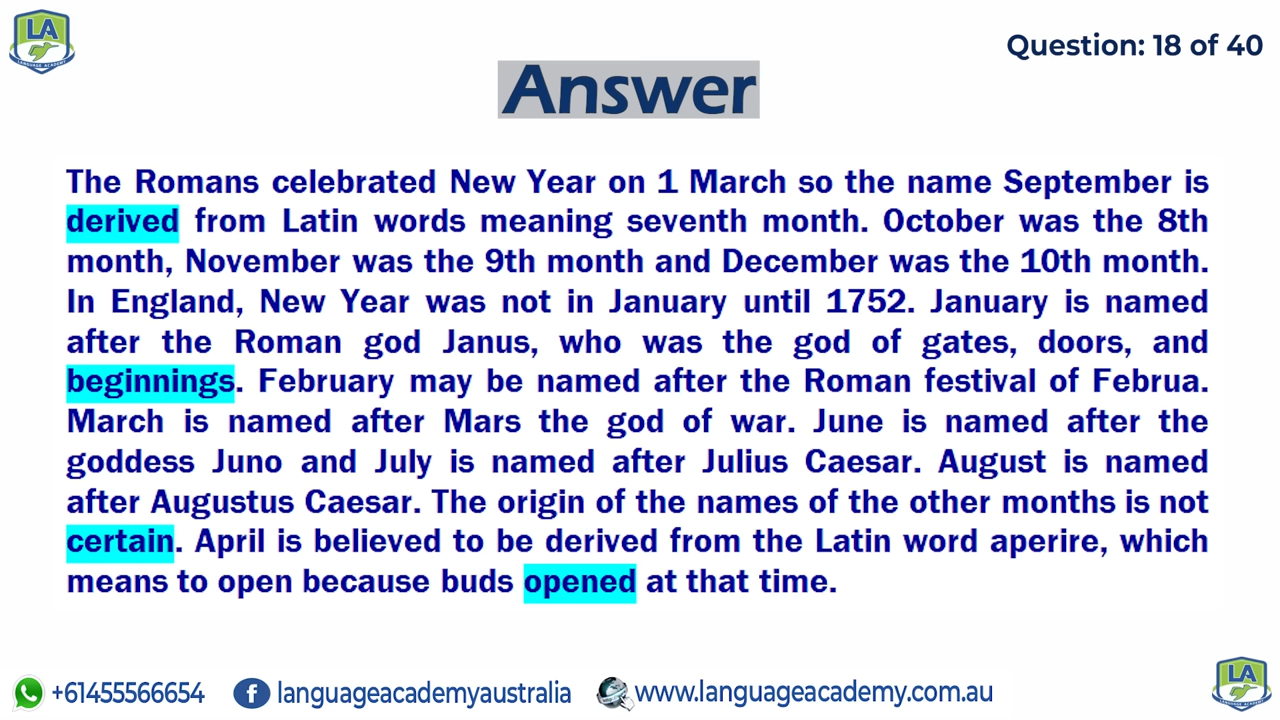 LA
LANGUAGE ACADEMY
Question: 18 of 40
Answer
The Romans celebrated New Year on 1 March so the name September is
derived from Latin words meaning seventh month. October was the 8th
month, November was the 9th month and December was the 10th month.
In England, New Year was not in January until 1752. January is named
after the Roman god Janus, who was the god of gates, doors, and
beginnings. February may be named after the Roman festival of Februa.
March is named after Mars the god of war. June is named after the
goddess Juno and July is named after Julius Caesar. August is named
after Augustus Caesar. The origin of the names of the other months is not
certain. April is believed to be derived from the Latin word aperire, which
means to open because buds opened at that time.
+61455566654 languageacademyaustralia www.languageacademy.com.au
LA
LANGUAGE ACADEMY